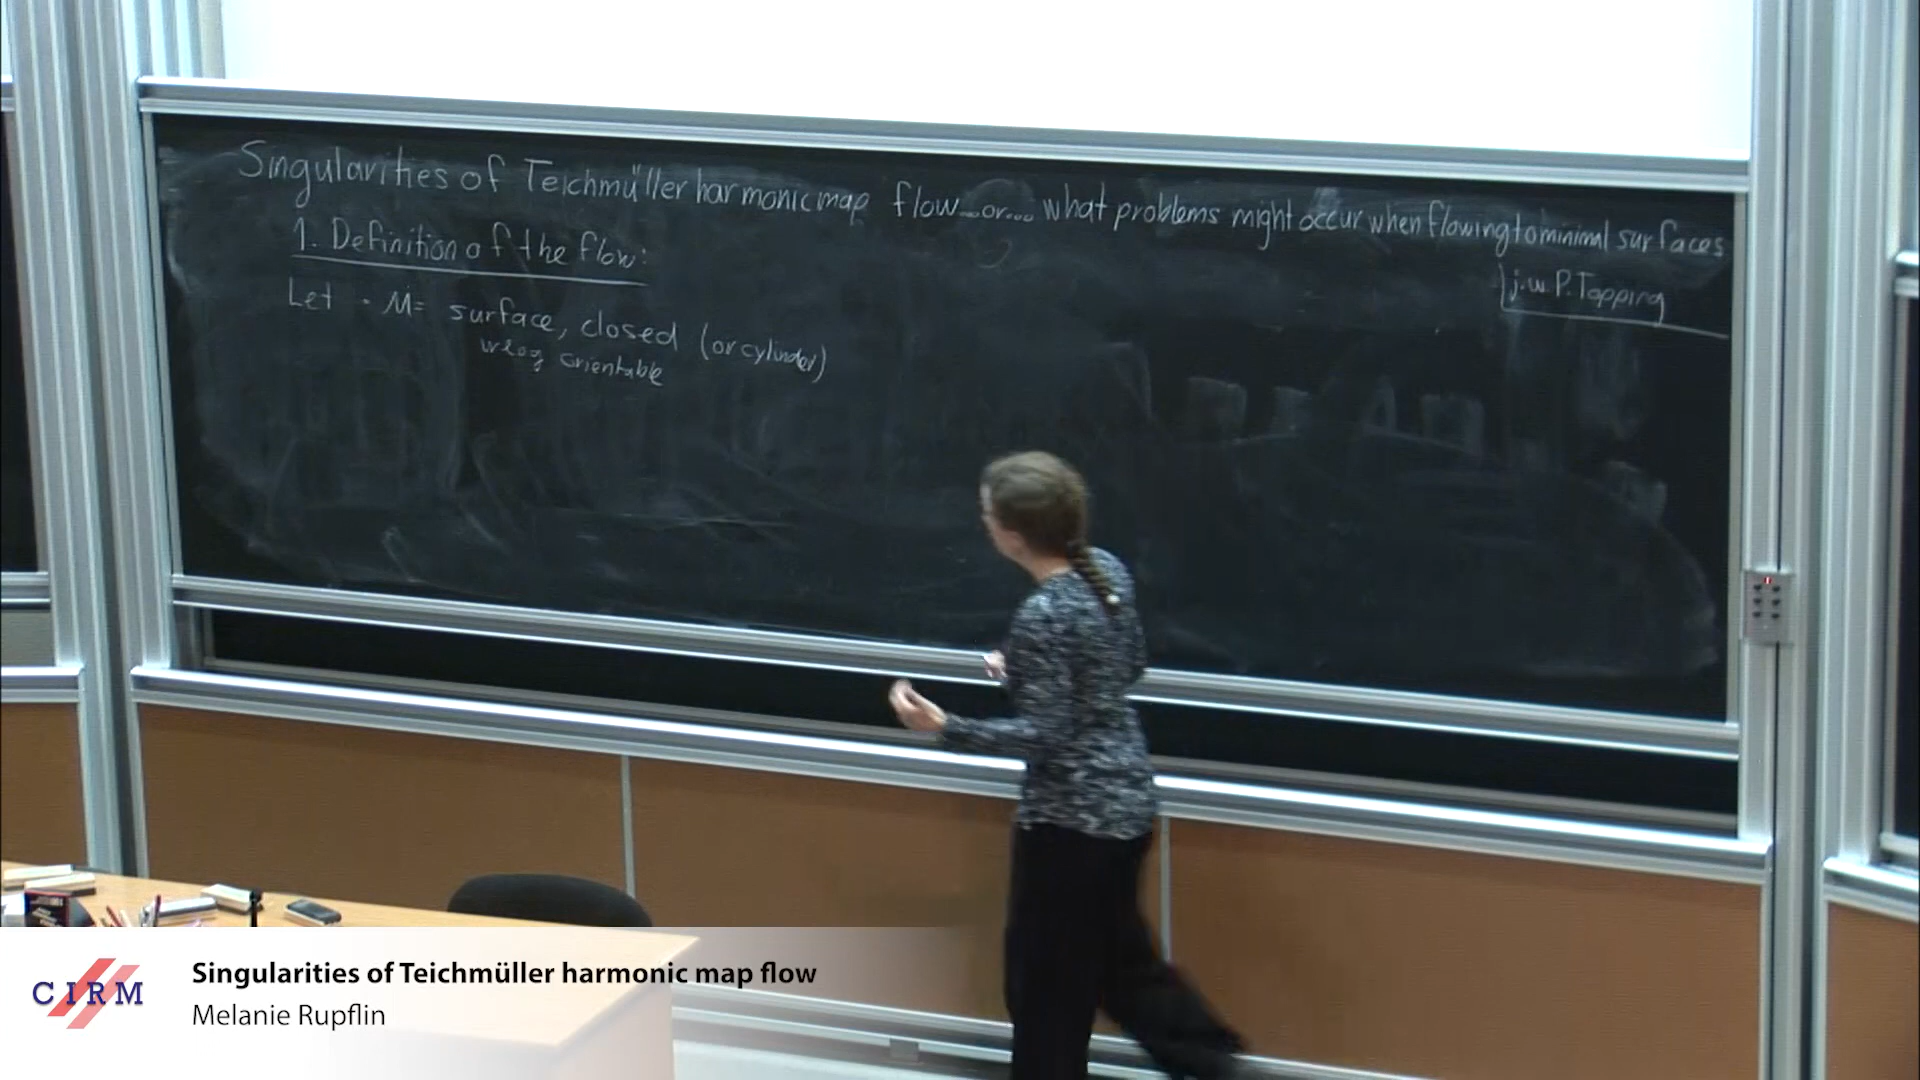 Singularities of Teichmüller harmonic map flow...or... what problems might occur when flowing to minimal surfaces
j.w. P. Topping
1. Definition of the flow:
Let · M = surface, closed (or cylinder)
wlog orientable
CIRM
Singularities of Teichmüller harmonic map flow
Melanie Rupflin